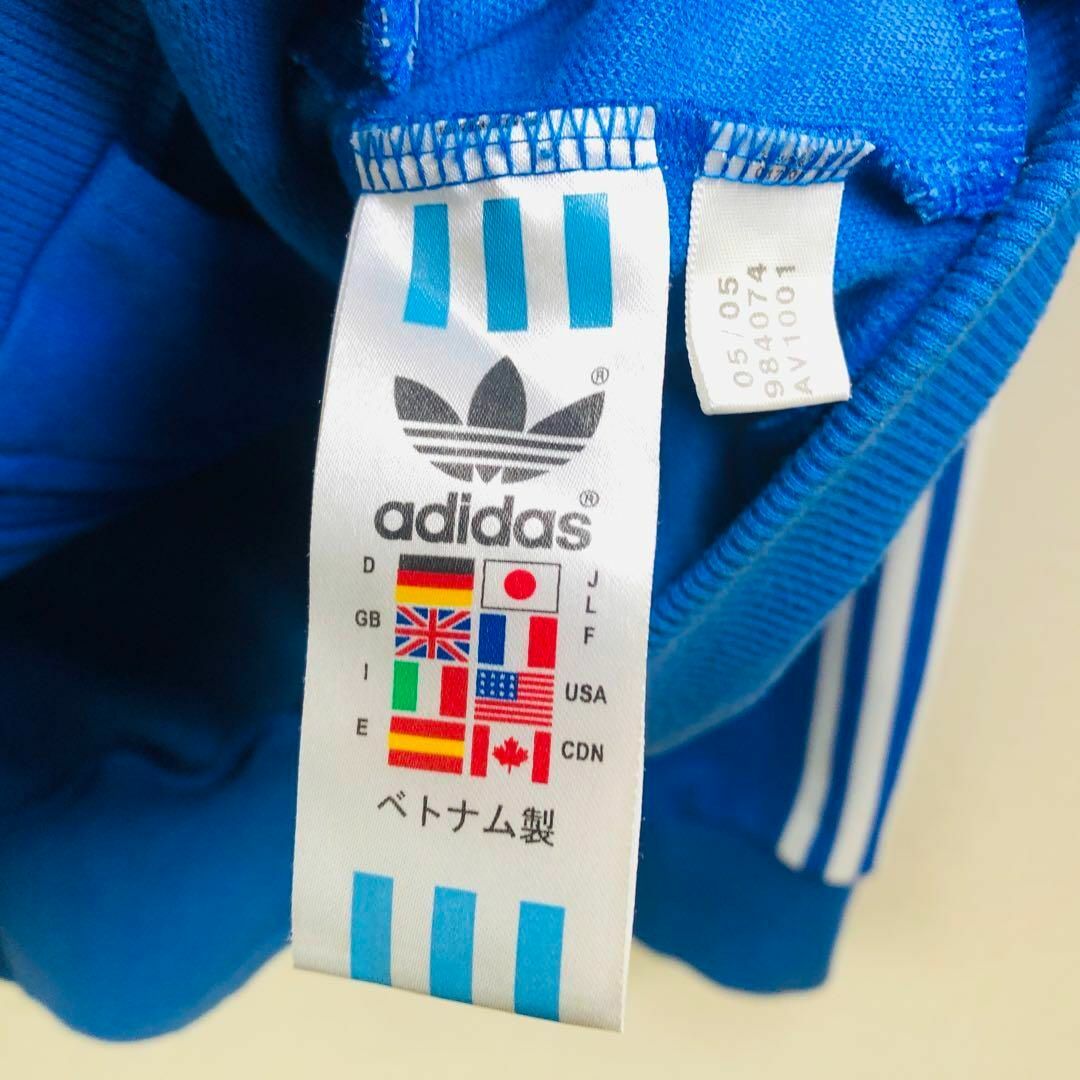 ®
adidas®
D
J
L
GB
F
I
USA
E
CDN
ベトナム製
05/05
984074
AV1001